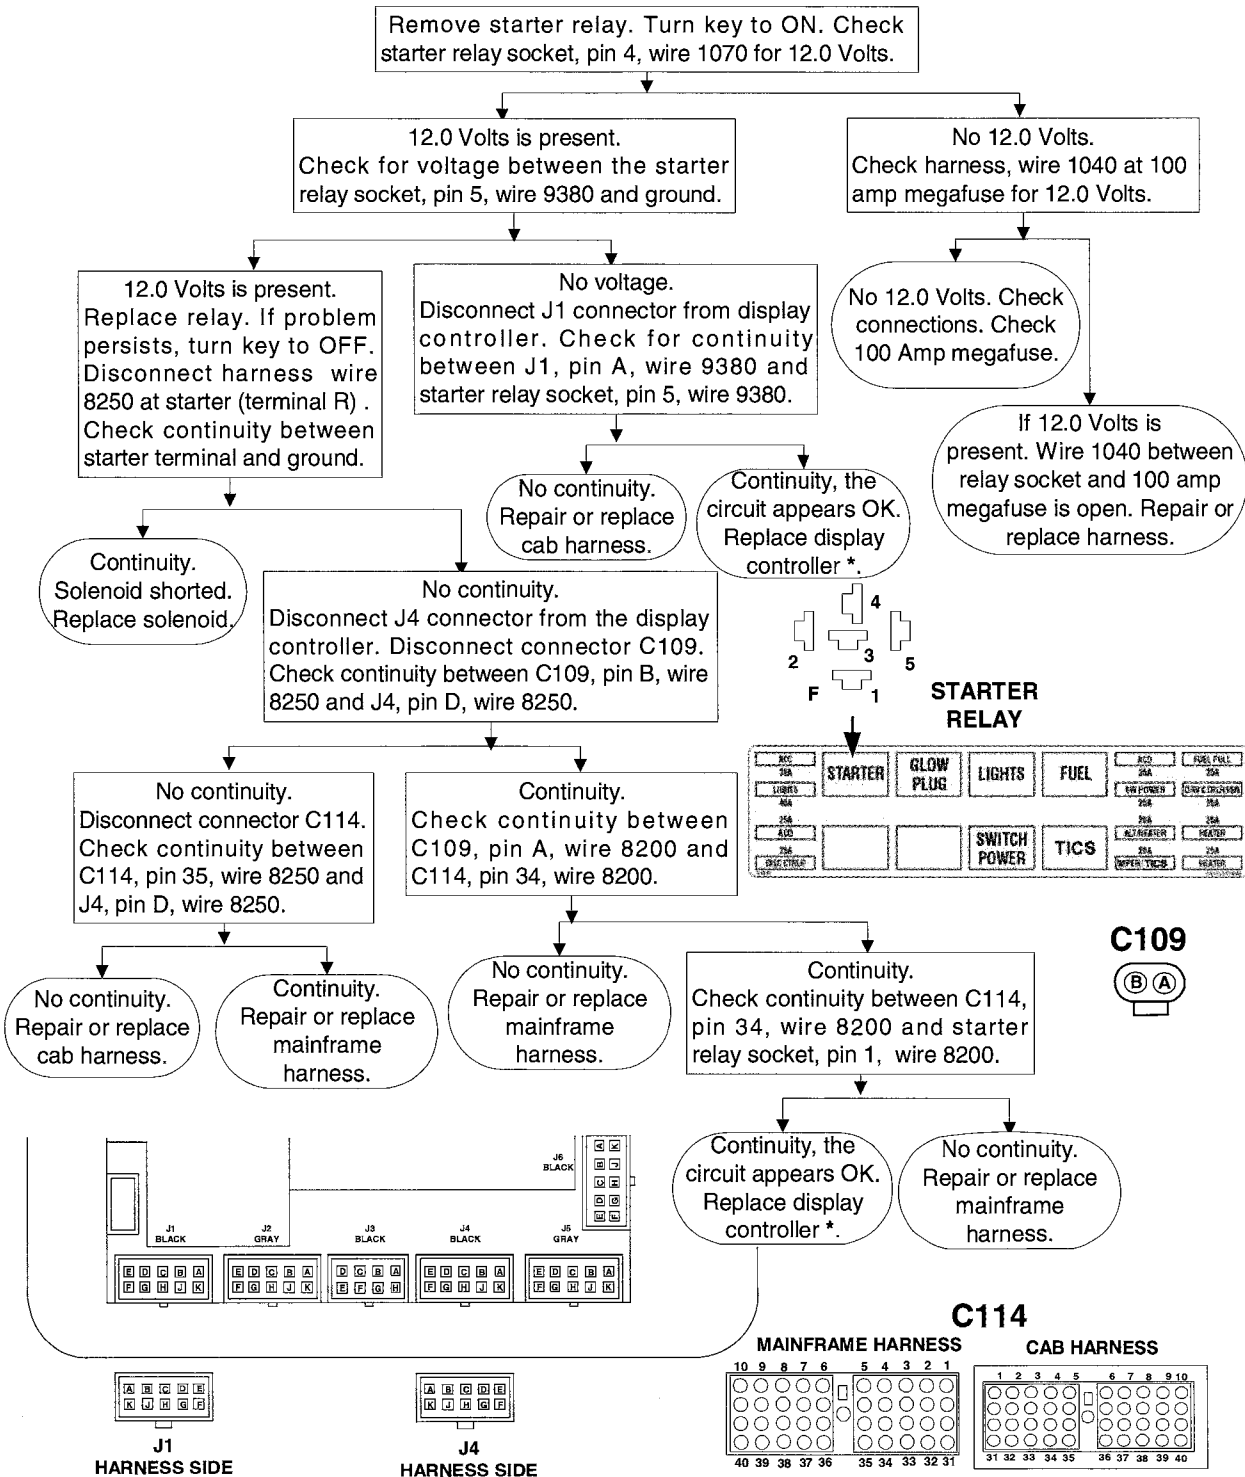 Remove starter relay. Turn key to ON. Check
starter relay socket, pin 4, wire 1070 for 12.0 Volts.
12.0 Volts is present.
Check for voltage between the starter
relay socket, pin 5, wire 9380 and ground.
No 12.0 Volts.
Check harness, wire 1040 at 100
amp megafuse for 12.0 Volts.
12.0 Volts is present.
Replace relay. If problem
persists, turn key to OFF.
Disconnect harness wire
8250 at starter (terminal R) .
Check continuity between
starter terminal and ground.
No voltage.
Disconnect J1 connector from display
controller. Check for continuity
between J1, pin A, wire 9380 and
starter relay socket, pin 5, wire 9380.
No 12.0 Volts. Check
connections. Check
100 Amp megafuse.
If 12.0 Volts is
present. Wire 1040 between
relay socket and 100 amp
megafuse is open. Repair or
replace harness.
No continuity.
Repair or replace
cab harness.
Continuity, the
circuit appears OK.
Replace display
controller *.
Continuity.
Solenoid shorted.
Replace solenoid.
No continuity.
Disconnect J4 connector from the display
controller. Disconnect connector C109.
Check continuity between C109, pin B, wire
8250 and J4, pin D, wire 8250.
4
2 3 5
F 1
STARTER
RELAY
No continuity.
Disconnect connector C114.
Check continuity between
C114, pin 35, wire 8250 and
J4, pin D, wire 8250.
Continuity.
Check continuity between
C109, pin A, wire 8200 and
C114, pin 34, wire 8200.
STARTER GLOW PLUG LIGHTS FUEL
SWITCH POWER TICS
C109
B A
No continuity.
Repair or replace
cab harness.
Continuity.
Repair or replace
mainframe
harness.
No continuity.
Repair or replace
mainframe
harness.
Continuity.
Check continuity between C114,
pin 34, wire 8200 and starter
relay socket, pin 1, wire 8200.
Continuity, the
circuit appears OK.
Replace display
controller *.
No continuity.
Repair or replace
mainframe
harness.
J6
BLACK
A K
B J
C H
D G
E F
J1
BLACK
J2
GRAY
J3
BLACK
J4
BLACK
J5
GRAY
E D C B A
F G H J K
E D C B A
F G H J K
D C B A
E F G H
E D C B A
F G H J K
E D C B A
F G H J K
A B C D E
K J H G F
J1
HARNESS SIDE
A B C D E
K J H G F
J4
HARNESS SIDE
C114
MAINFRAME HARNESS
10 9 8 7 6 5 4 3 2 1
40 39 38 37 36 35 34 33 32 31
CAB HARNESS
1 2 3 4 5 6 7 8 9 10
31 32 33 34 35 36 37 38 39 40